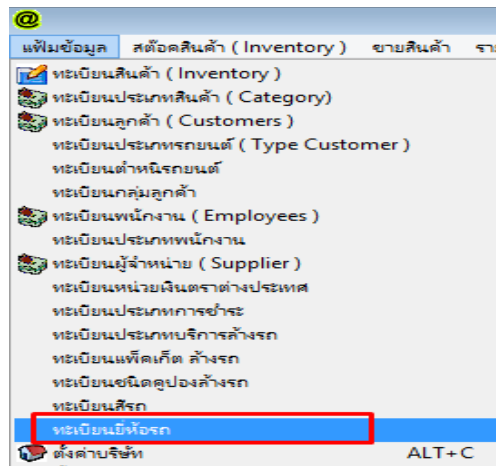 @
แฟ้มข้อมูล สต๊อคสินค้า ( Inventory ) ขายสินค้า
ทะเบียนสินค้า ( Inventory )
ทะเบียนประเภทสินค้า ( Category)
ทะเบียนลูกค้า ( Customers )
ทะเบียนประเภทรถยนต์ ( Type Customer )
ทะเบียนตำหนิรถยนต์
ทะเบียนกลุ่มลูกค้า
ทะเบียนพนักงาน ( Employees )
ทะเบียนประเภทพนักงาน
ทะเบียนผู้จำหน่าย ( Supplier )
ทะเบียนหน่วยเงินตราต่างประเทศ
ทะเบียนประเภทการชำระ
ทะเบียนประเภทบริการล้างรถ
ทะเบียนแพ็คเก็ต ล้างรถ
ทะเบียนชนิดคูปองล้างรถ
ทะเบียนสีรถ
ทะเบียนยี่ห้อรถ
ตั้งค่าบริษัท ALT+C